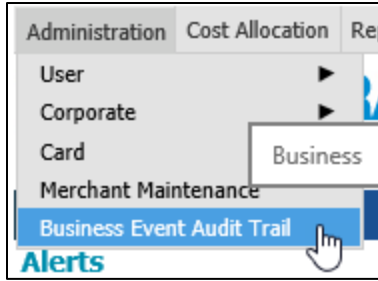 Administration Cost Allocation Re
User
Corporate
Card
Business
Merchant Maintenance
Business Event Audit Trail
Alerts